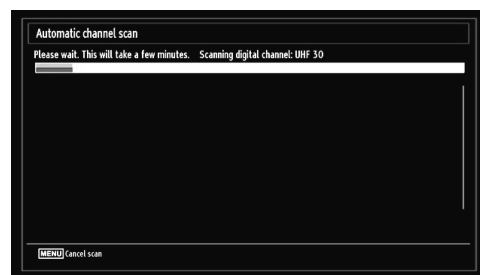 Automatic channel scan
Please wait. This will take a few minutes. Scanning digital channel: UHF 30
MENU Cancel scan